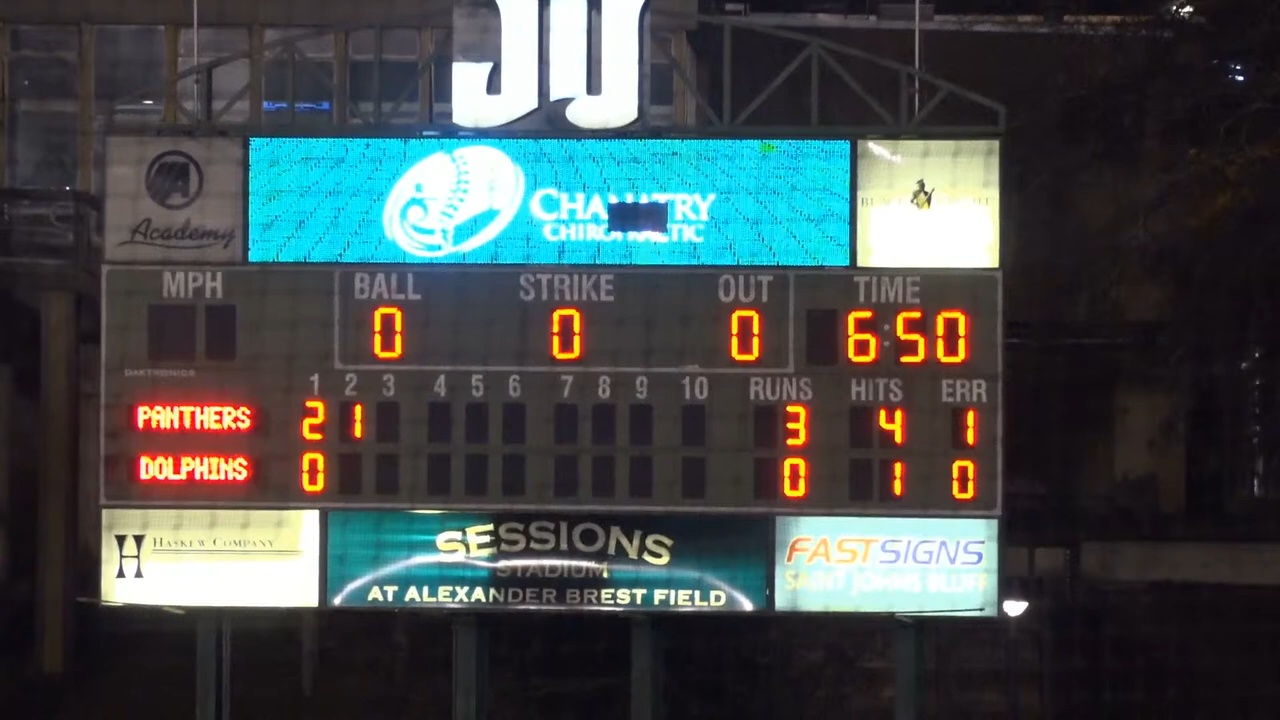 JU
Academy
CHANATRY
CHIROPRACTIC
MPH BALL STRIKE OUT TIME
0 0 0 6:50
DAKTRONICS
1 2 3 4 5 6 7 8 9 10 RUNS HITS ERR
PANTHERS 2 1 3 4 1
DOLPHINS 0 0 1 0
H HASKEW COMPANY
SESSIONS
STADIUM
AT ALEXANDER BREST FIELD
FASTSIGNS
SAINT JOHNS BLUFF